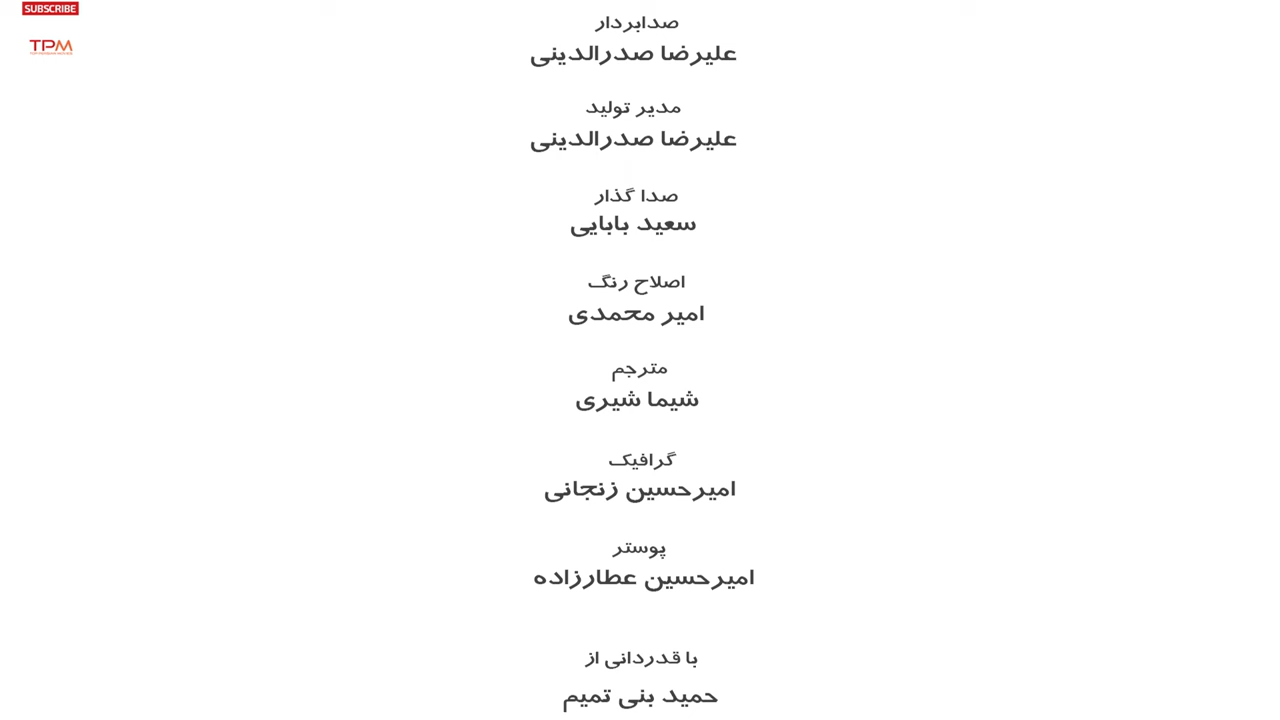 SUBSCRIBE
TPM
صدابردار
علیرضا صدرالدینی
مدیر تولید
علیرضا صدرالدینی
صدا گذار
سعید بابایی
اصلاح رنگ
امیر محمدی
مترجم
شیما شیری
گرافیک
امیرحسین زنجانی
پوستر
امیرحسین عطارزاده
با قدردانی از
حمید بنی تمیم